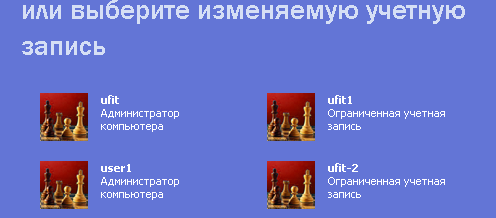 или выберите изменяемую учетную
запись
ufit
Администратор
компьютера
ufit1
Ограниченная учетная
запись
user1
Администратор
компьютера
ufit-2
Ограниченная учетная
запись